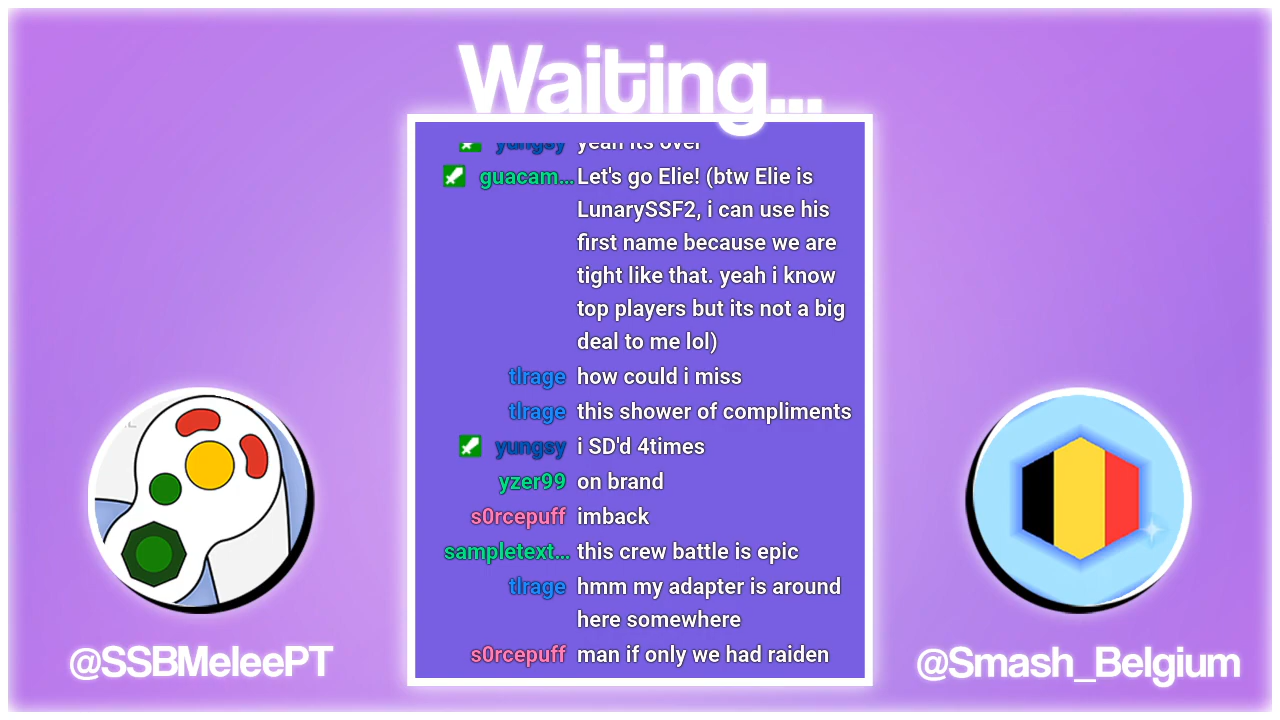 Waiting...
yungsy yeah its over
guacam... Let's go Elie! (btw Elie is
LunarySSF2, i can use his
first name because we are
tight like that. yeah i know
top players but its not a big
deal to me lol)
tlrage how could i miss
tlrage this shower of compliments
yungsy i SD'd 4times
yzer99 on brand
s0rcepuff imback
sampletext... this crew battle is epic
tlrage hmm my adapter is around
here somewhere
s0rcepuff man if only we had raiden
@SSBMeleePT
@Smash_Belgium